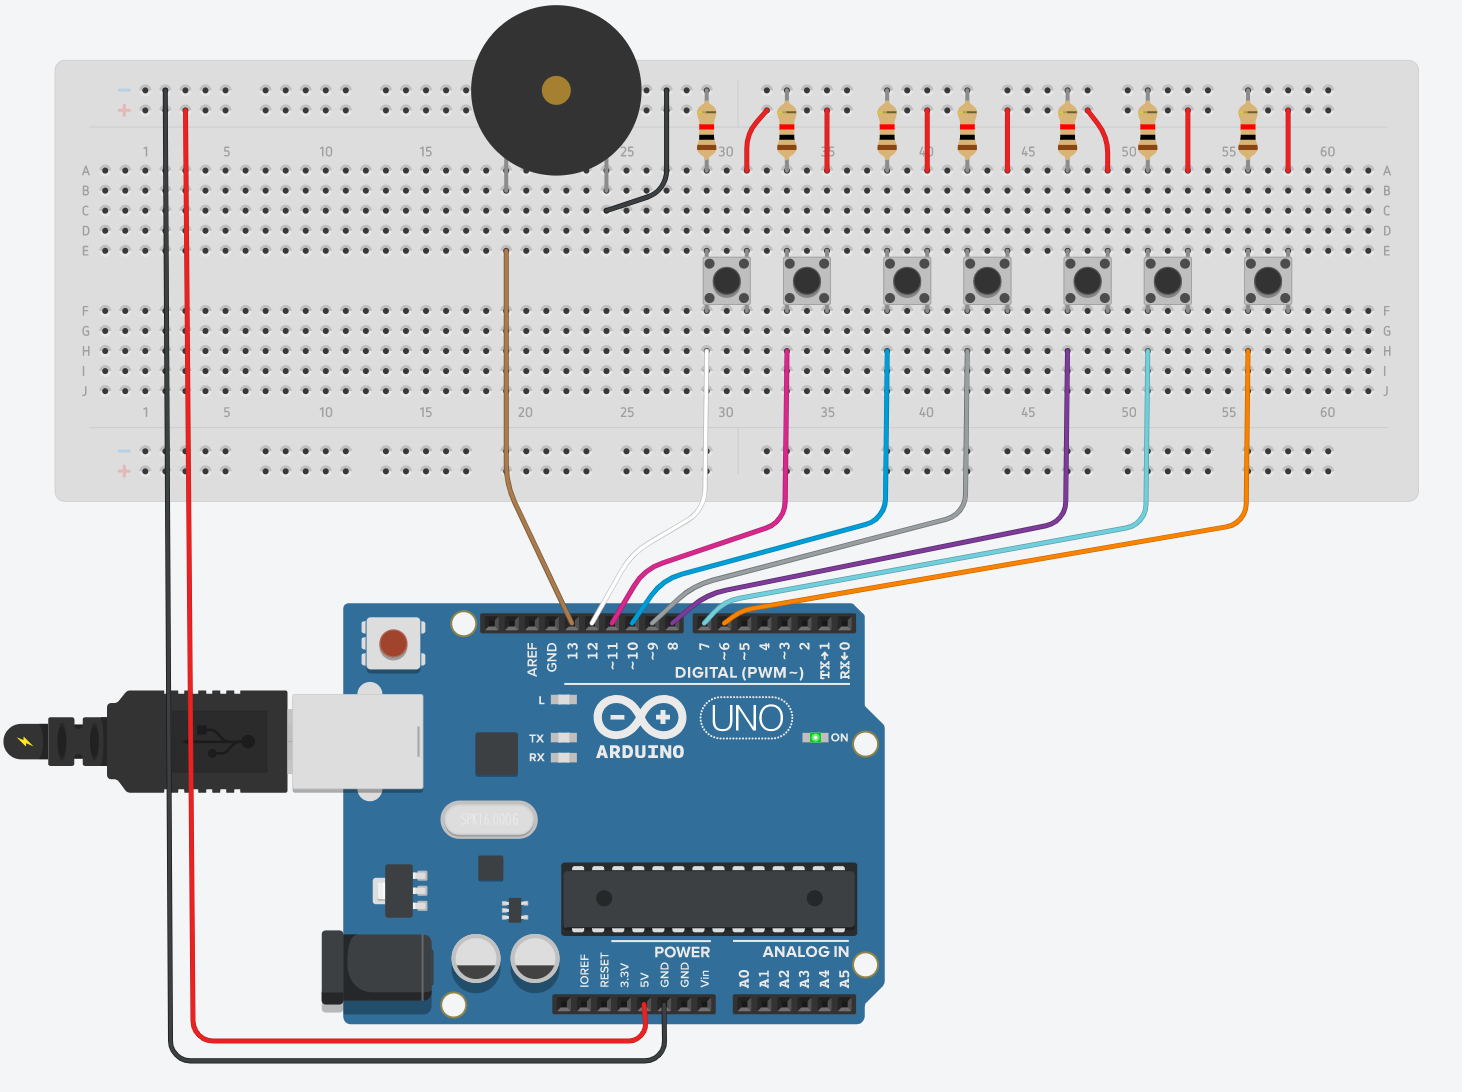 − −
+ +
1 5 10 15 25 30 35 40 45 50 55 60
A A
B B
C C
D D
E E
F F
G G
H H
I I
J J
1 5 10 15 20 25 30 35 40 45 50 55 60
−
+
AREF GND 13 12 ~11 ~10 ~9 8 7 ~6 ~5 4 ~3 2 TX→1 RX←0
DIGITAL (PWM~)
L
UNO
TX
ON
RX
ARDUINO
SPK16.000G
POWER ANALOG IN
IOREF RESET 3.3V 5V GND GND Vin A0 A1 A2 A3 A4 A5